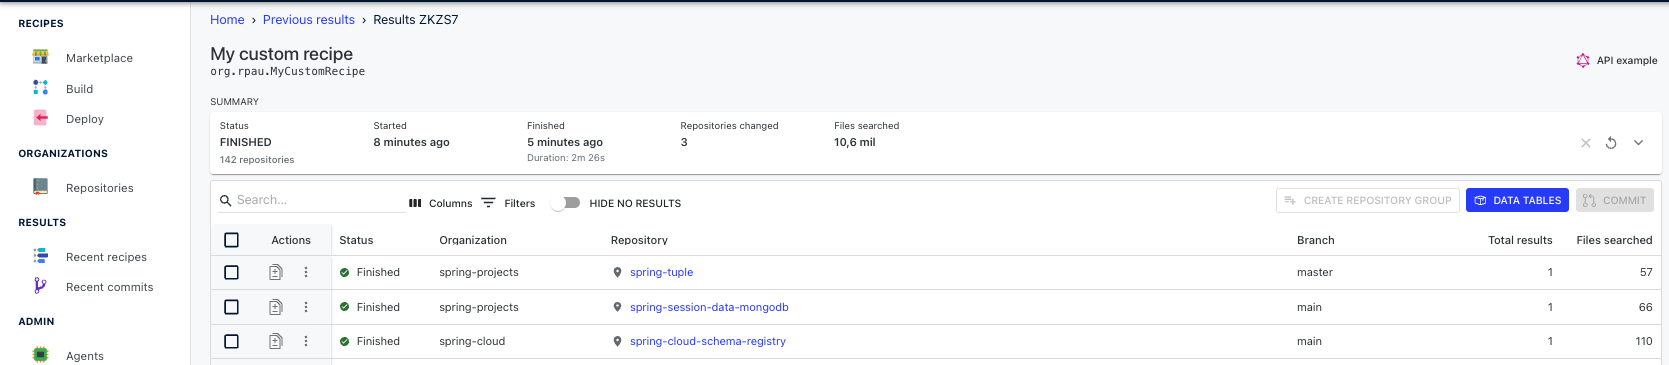 RECIPES
Marketplace
Build
Deploy
ORGANIZATIONS
Repositories
RESULTS
Recent recipes
Recent commits
ADMIN
Agents
Home › Previous results › Results ZKZS7
My custom recipe
org.rpau.MyCustomRecipe
API example
SUMMARY
Status Started Finished Repositories changed Files searched
FINISHED 8 minutes ago 5 minutes ago 3 10,6 mil
142 repositories Duration: 2m 26s
Search... Columns Filters HIDE NO RESULTS CREATE REPOSITORY GROUP DATA TABLES COMMIT
Actions Status Organization Repository Branch Total results Files searched
Finished spring-projects spring-tuple master 1 57
Finished spring-projects spring-session-data-mongodb main 1 66
Finished spring-cloud spring-cloud-schema-registry main 1 110